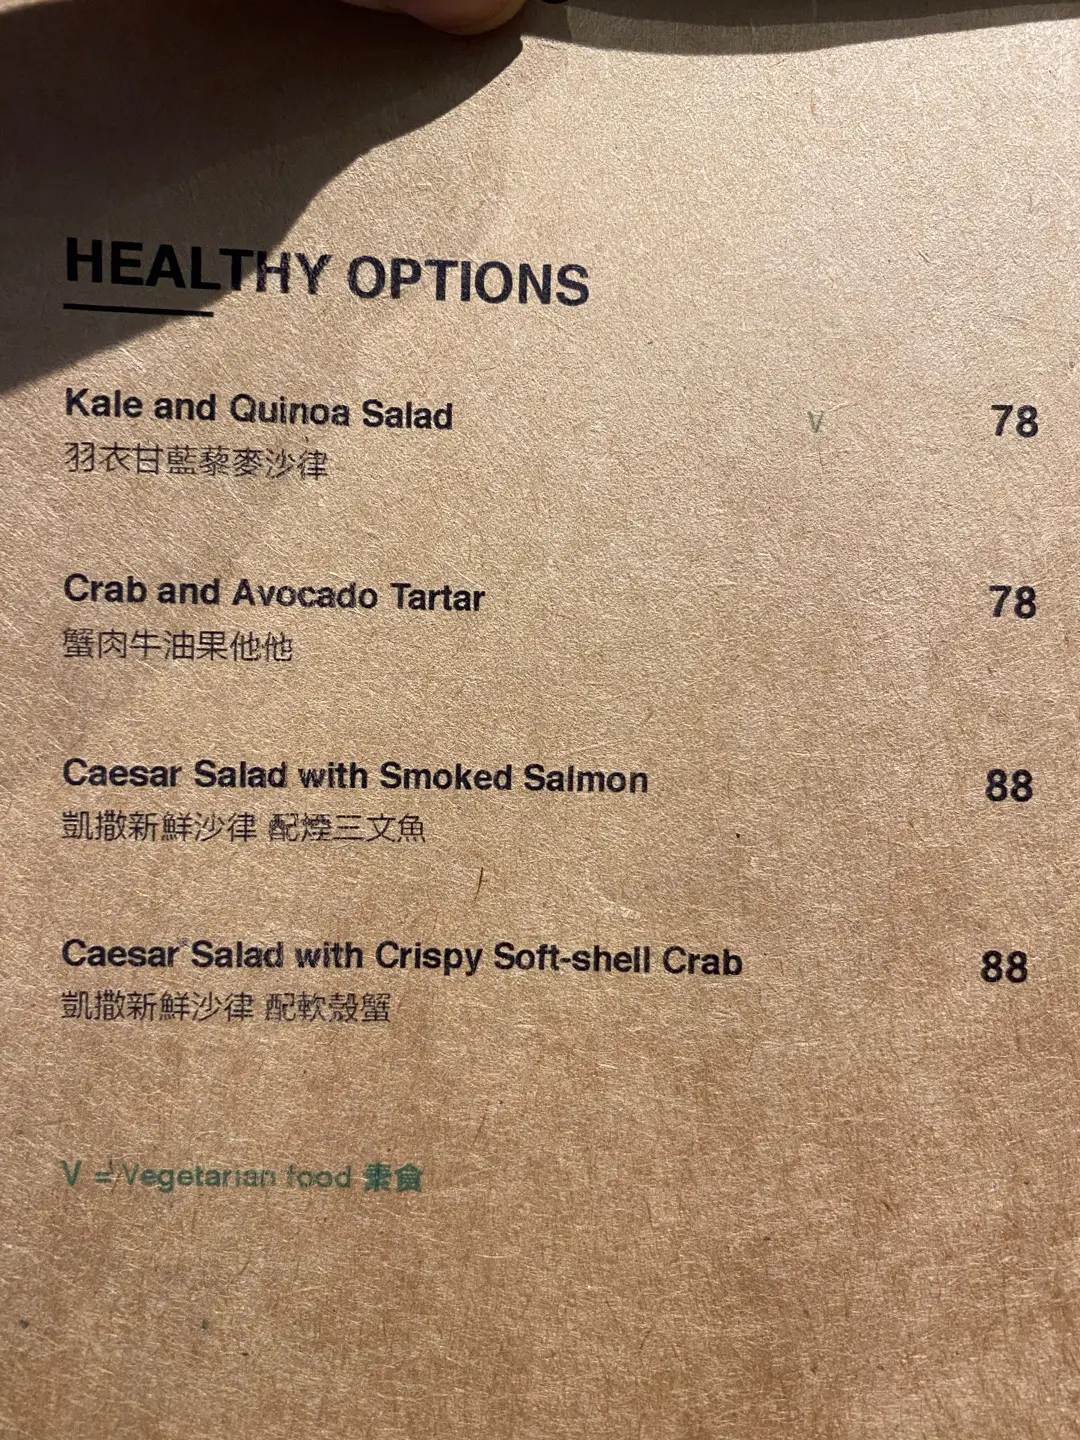 HEALTHY OPTIONS
Kale and Quinoa Salad V 78
羽衣甘藍藜麥沙律
Crab and Avocado Tartar 78
蟹肉牛油果他他
Caesar Salad with Smoked Salmon 88
凱撒新鮮沙律 配煙三文魚
Caesar Salad with Crispy Soft-shell Crab 88
凱撒新鮮沙律 配軟殼蟹
V = Vegetarian food 素食